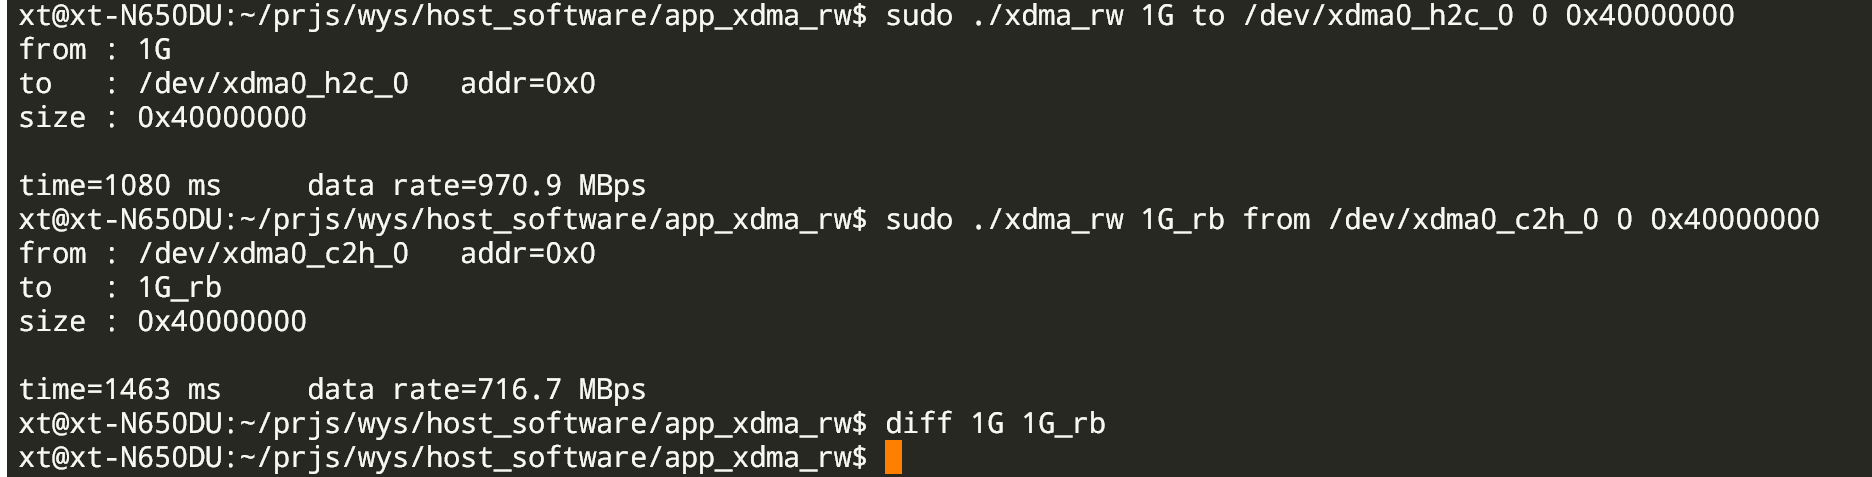 xt@xt-N650DU:~/prjs/wys/host_software/app_xdma_rw$ sudo ./xdma_rw 1G to /dev/xdma0_h2c_0 0 0x40000000
from : 1G
to   : /dev/xdma0_h2c_0   addr=0x0
size : 0x40000000
time=1080 ms     data rate=970.9 MBps
xt@xt-N650DU:~/prjs/wys/host_software/app_xdma_rw$ sudo ./xdma_rw 1G_rb from /dev/xdma0_c2h_0 0 0x40000000
from : /dev/xdma0_c2h_0   addr=0x0
to   : 1G_rb
size : 0x40000000
time=1463 ms     data rate=716.7 MBps
xt@xt-N650DU:~/prjs/wys/host_software/app_xdma_rw$ diff 1G 1G_rb
xt@xt-N650DU:~/prjs/wys/host_software/app_xdma_rw$